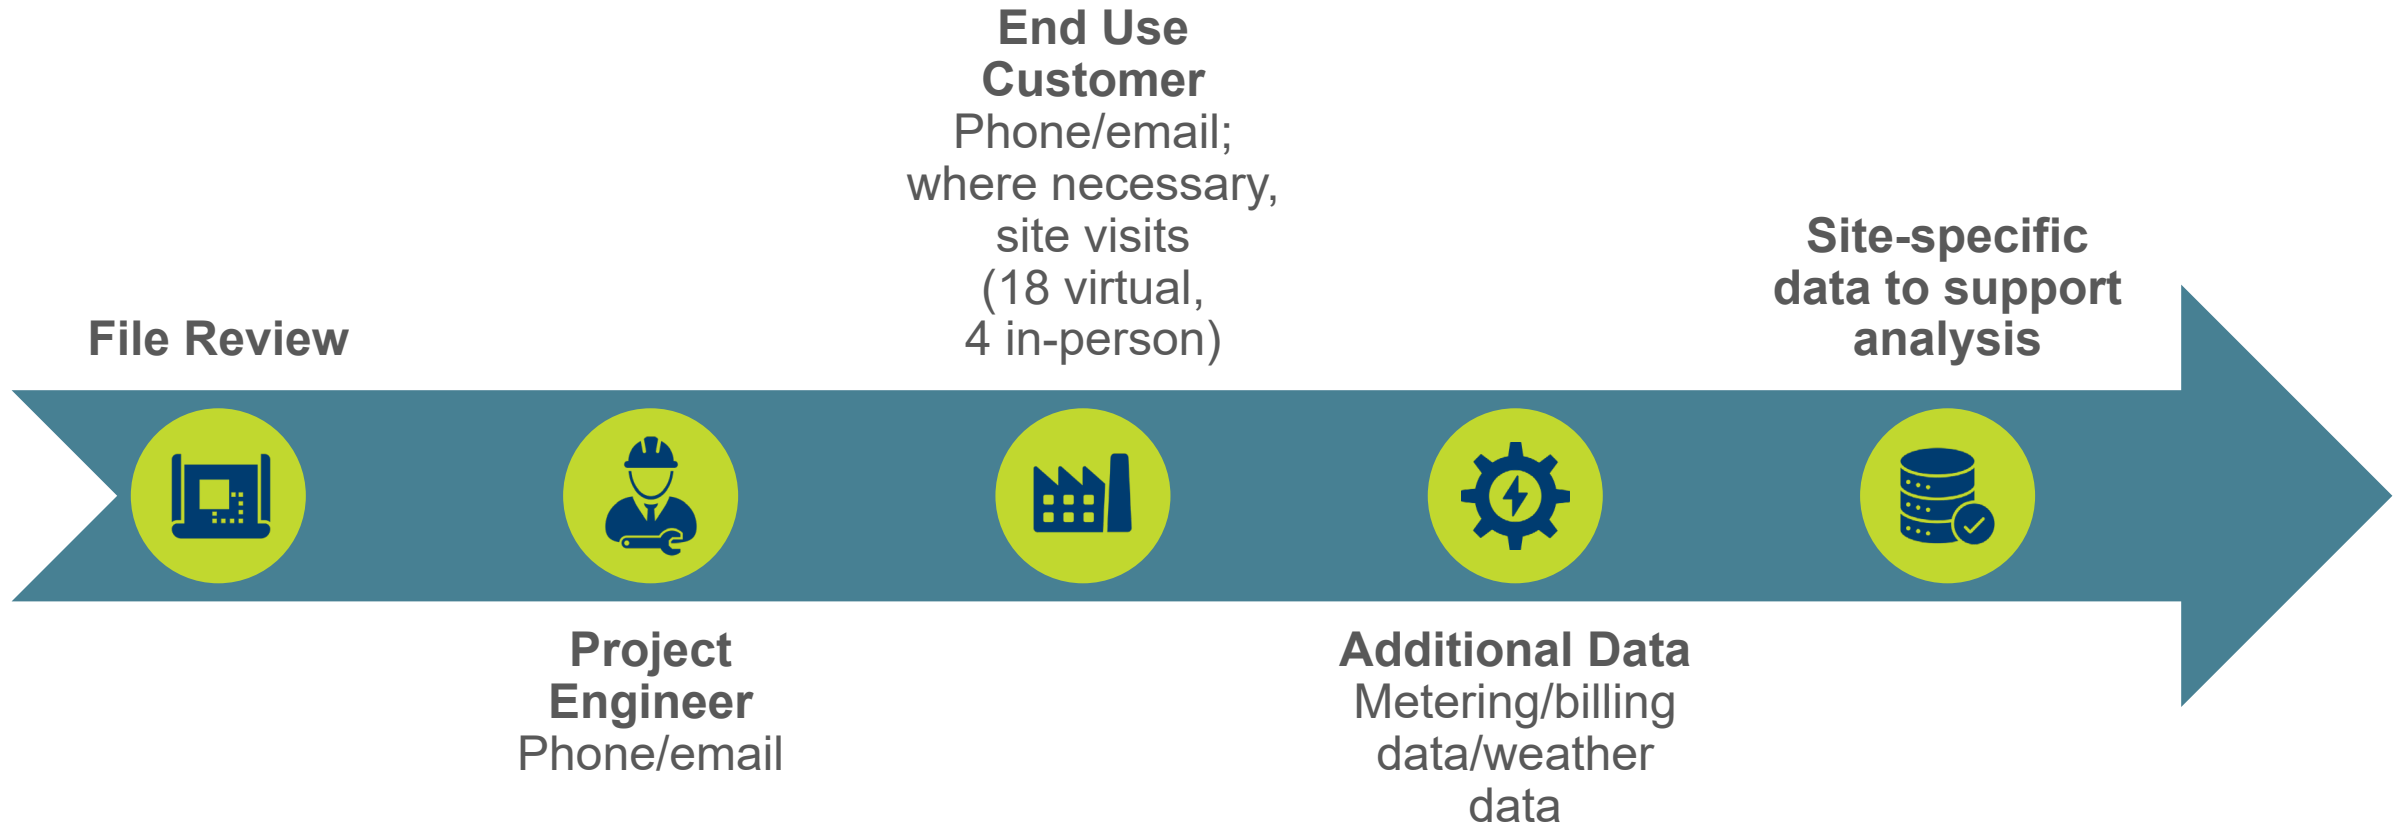 File Review
Project
Engineer
Phone/email
End Use
Customer
Phone/email;
where necessary,
site visits
(18 virtual,
4 in-person)
Additional Data
Metering/billing
data/weather
data
Site-specific
data to support
analysis